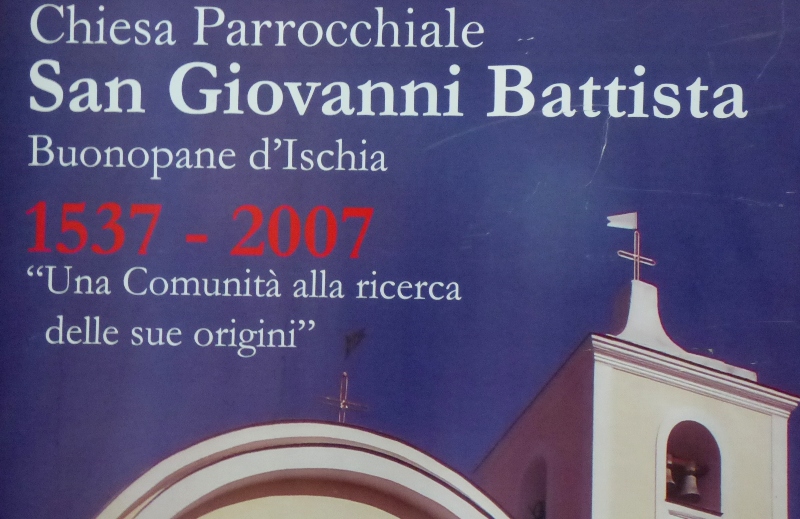 Chiesa Parrocchiale
San Giovanni Battista
Buonopane d'Ischia
1537 - 2007
“Una Comunità alla ricerca
delle sue origini”